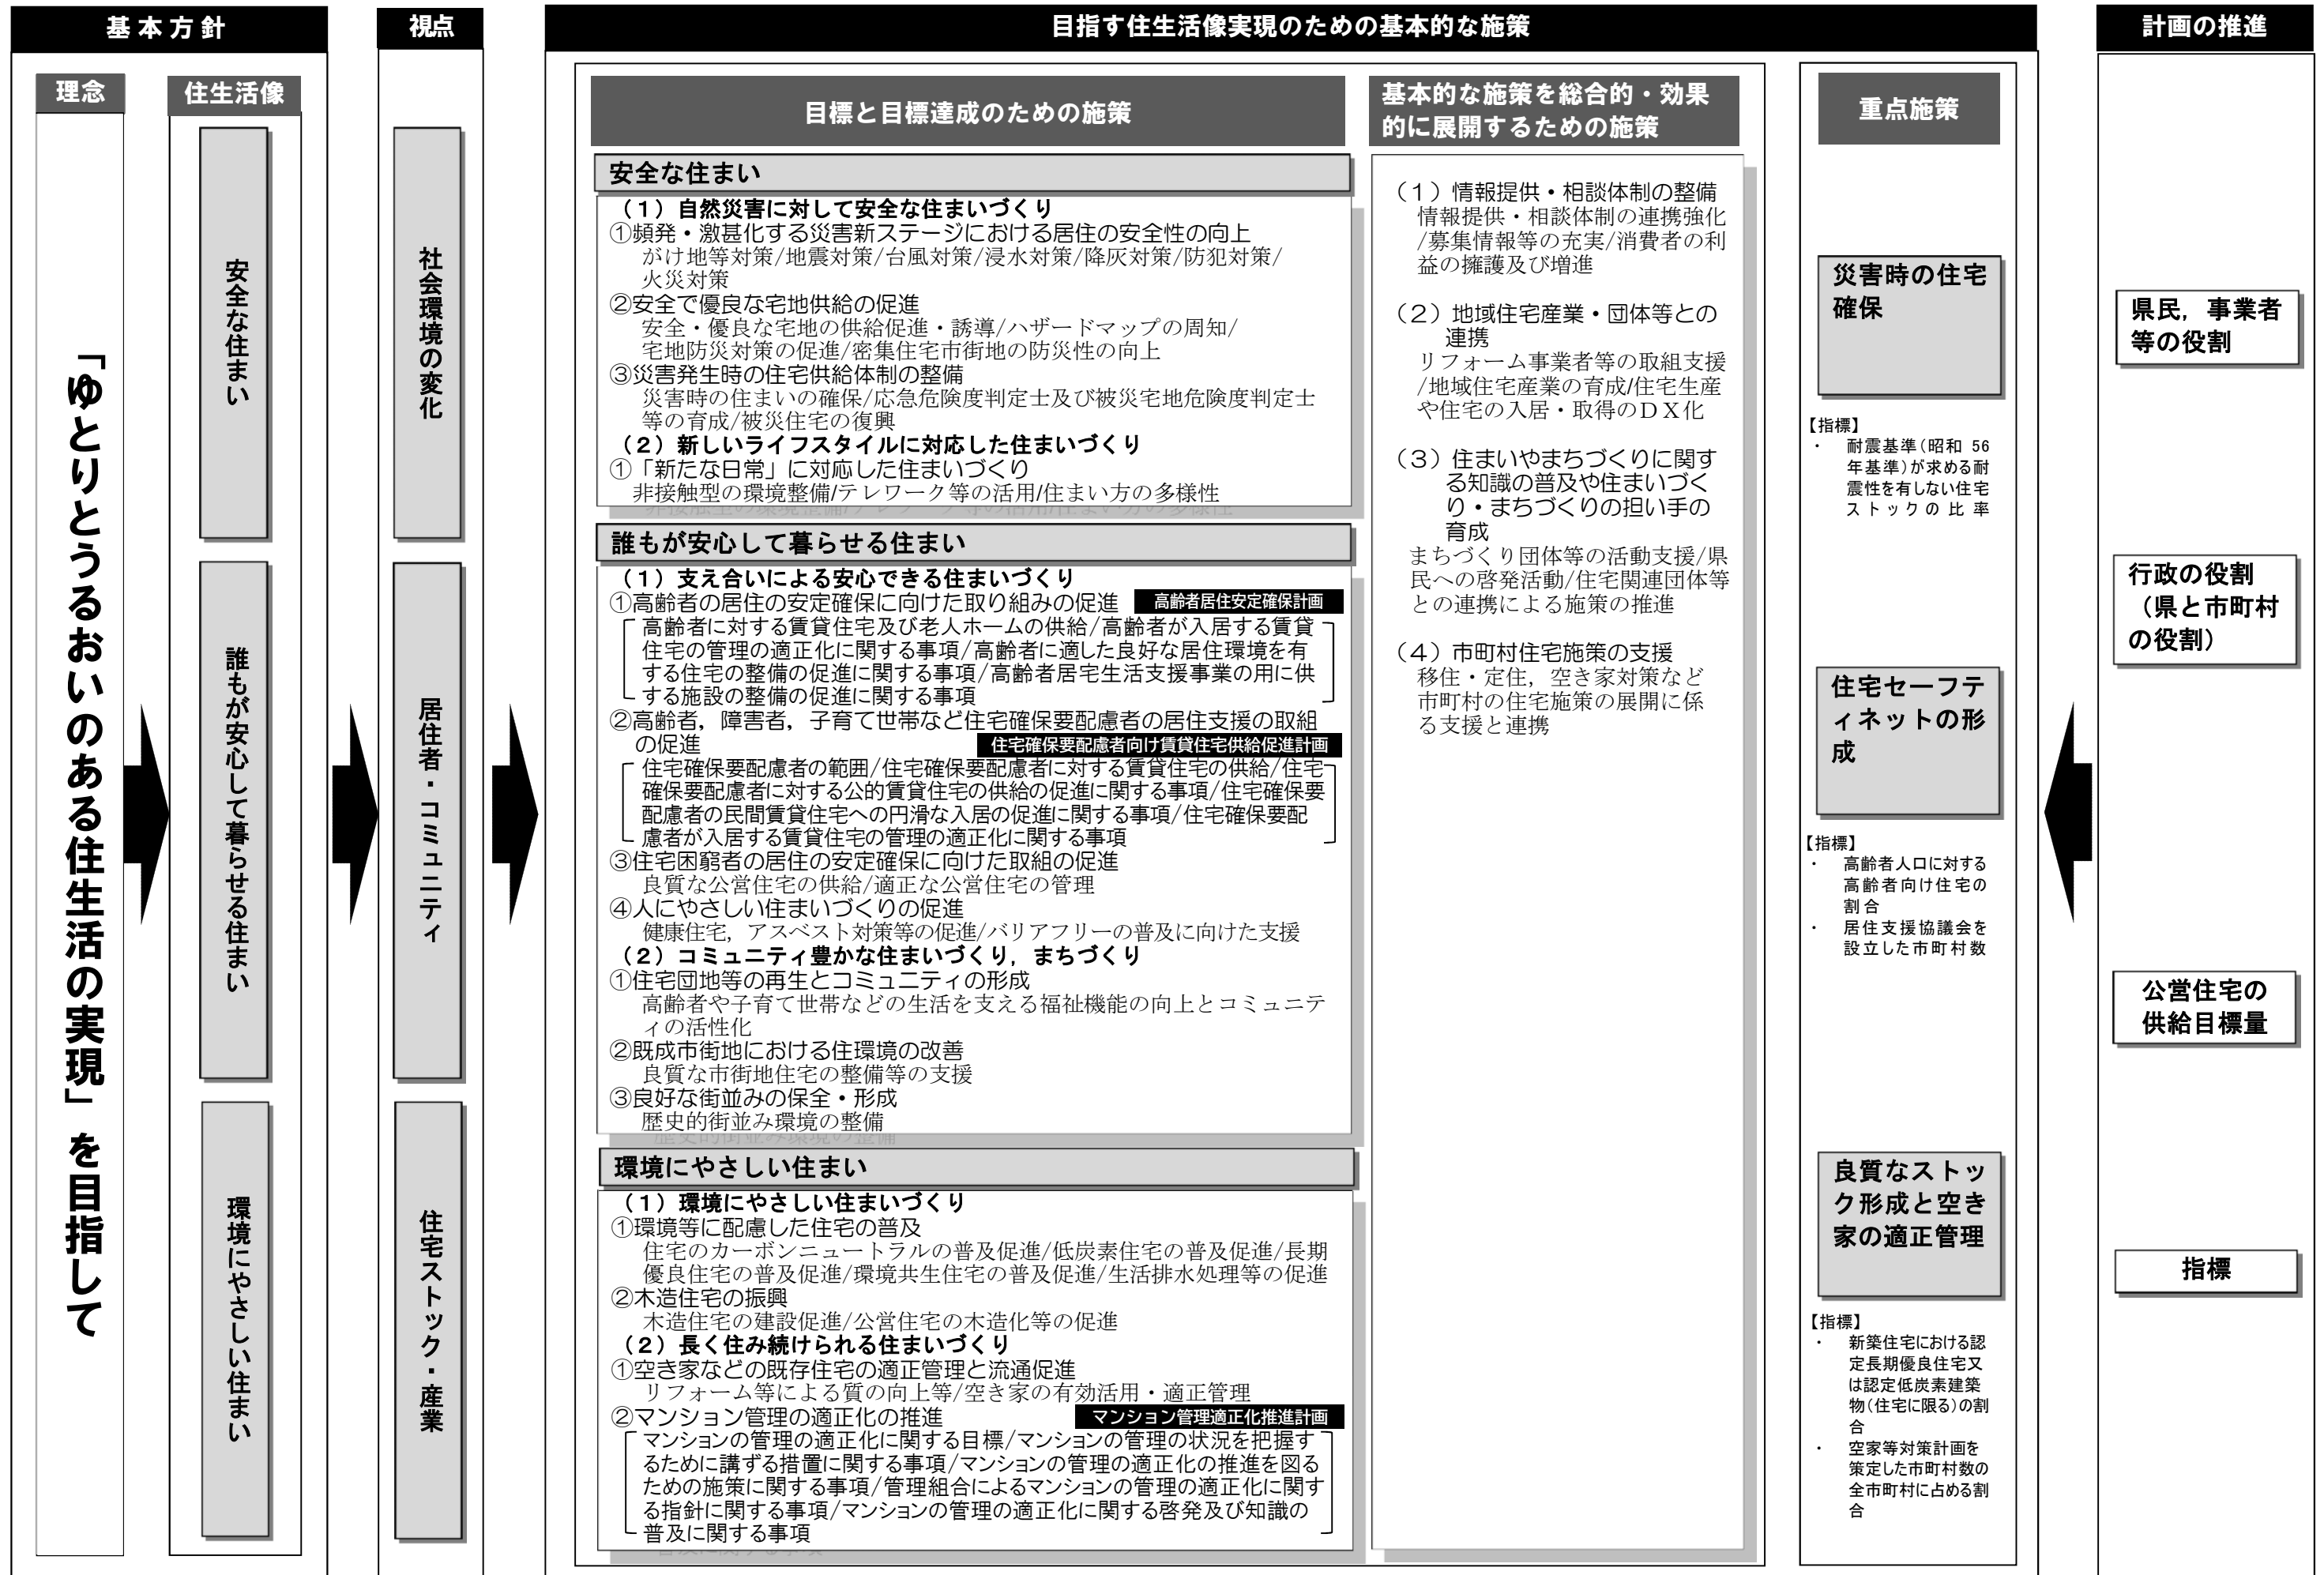 基本方針
理念
「ゆとりとうるおいのある住生活の実現」を目指して
住生活像
安全な住まい
誰もが安心して暮らせる住まい
環境にやさしい住まい
視点
社会環境の変化
居住者・コミュニティ
住宅ストック・産業
目指す住生活像実現のための基本的な施策
目標と目標達成のための施策
安全な住まい
（１）自然災害に対して安全な住まいづくり
①頻発・激甚化する災害新ステージにおける居住の安全性の向上
がけ地等対策/地震対策/台風対策/浸水対策/降灰対策/防犯対策/
火災対策
②安全で優良な宅地供給の促進
安全・優良な宅地の供給促進・誘導/ハザードマップの周知/
宅地防災対策の促進/密集住宅市街地の防災性の向上
③災害発生時の住宅供給体制の整備
災害時の住まいの確保/応急危険度判定士及び被災宅地危険度判定士
等の育成/被災住宅の復興
（２）新しいライフスタイルに対応した住まいづくり
①「新たな日常」に対応した住まいづくり
非接触型の環境整備/テレワーク等の活用/住まい方の多様性
誰もが安心して暮らせる住まい
（１）支え合いによる安心できる住まいづくり
①高齢者の居住の安定確保に向けた取り組みの促進 高齢者居住安定確保計画
高齢者に対する賃貸住宅及び老人ホームの供給/高齢者が入居する賃貸
住宅の管理の適正化に関する事項/高齢者に適した良好な居住環境を有
する住宅の整備の促進に関する事項/高齢者居宅生活支援事業の用に供
する施設の整備の促進に関する事項
②高齢者，障害者，子育て世帯など住宅確保要配慮者の居住支援の取組
の促進 住宅確保要配慮者向け賃貸住宅供給促進計画
住宅確保要配慮者の範囲/住宅確保要配慮者に対する賃貸住宅の供給/住宅
確保要配慮者に対する公的賃貸住宅の供給の促進に関する事項/住宅確保要
配慮者の民間賃貸住宅への円滑な入居の促進に関する事項/住宅確保要配
慮者が入居する賃貸住宅の管理の適正化に関する事項
③住宅困窮者の居住の安定確保に向けた取組の促進
良質な公営住宅の供給/適正な公営住宅の管理
④人にやさしい住まいづくりの促進
健康住宅，アスベスト対策等の促進/バリアフリーの普及に向けた支援
（２）コミュニティ豊かな住まいづくり，まちづくり
①住宅団地等の再生とコミュニティの形成
高齢者や子育て世帯などの生活を支える福祉機能の向上とコミュニテ
ィの活性化
②既成市街地における住環境の改善
良質な市街地住宅の整備等の支援
③良好な街並みの保全・形成
歴史的街並み環境の整備
環境にやさしい住まい
（１）環境にやさしい住まいづくり
①環境等に配慮した住宅の普及
住宅のカーボンニュートラルの普及促進/低炭素住宅の普及促進/長期
優良住宅の普及促進/環境共生住宅の普及促進/生活排水処理等の促進
②木造住宅の振興
木造住宅の建設促進/公営住宅の木造化等の促進
（２）長く住み続けられる住まいづくり
①空き家などの既存住宅の適正管理と流通促進
リフォーム等による質の向上等/空き家の有効活用・適正管理
②マンション管理の適正化の推進 マンション管理適正化推進計画
マンションの管理の適正化に関する目標/マンションの管理の状況を把握す
るために講ずる措置に関する事項/マンションの管理の適正化の推進を図る
ための施策に関する事項/管理組合によるマンションの管理の適正化に関す
る指針に関する事項/マンションの管理の適正化に関する啓発及び知識の
普及に関する事項
基本的な施策を総合的・効果
的に展開するための施策
（１）情報提供・相談体制の整備
情報提供・相談体制の連携強化
/募集情報等の充実/消費者の利
益の擁護及び増進
（２）地域住宅産業・団体等との
連携
リフォーム事業者等の取組支援
/地域住宅産業の育成/住宅生産
や住宅の入居・取得のＤＸ化
（３）住まいやまちづくりに関す
る知識の普及や住まいづく
り・まちづくりの担い手の
育成
まちづくり団体等の活動支援/県
民への啓発活動/住宅関連団体等
との連携による施策の推進
（４）市町村住宅施策の支援
移住・定住，空き家対策など
市町村の住宅施策の展開に係
る支援と連携
重点施策
災害時の住宅
確保
【指標】
・ 耐震基準（昭和 56
年基準）が求める耐
震性を有しない住宅
ストックの比率
住宅セーフテ
ィネットの形
成
【指標】
・ 高齢者人口に対する
高齢者向け住宅の
割合
・ 居住支援協議会を
設立した市町村数
良質なストッ
ク形成と空き
家の適正管理
【指標】
・ 新築住宅における認
定長期優良住宅又
は認定低炭素建築
物（住宅に限る）の割
合
・ 空家等対策計画を
策定した市町村数の
全市町村に占める割
合
計画の推進
県民，事業者
等の役割
行政の役割
（県と市町村
の役割）
公営住宅の
供給目標量
指標